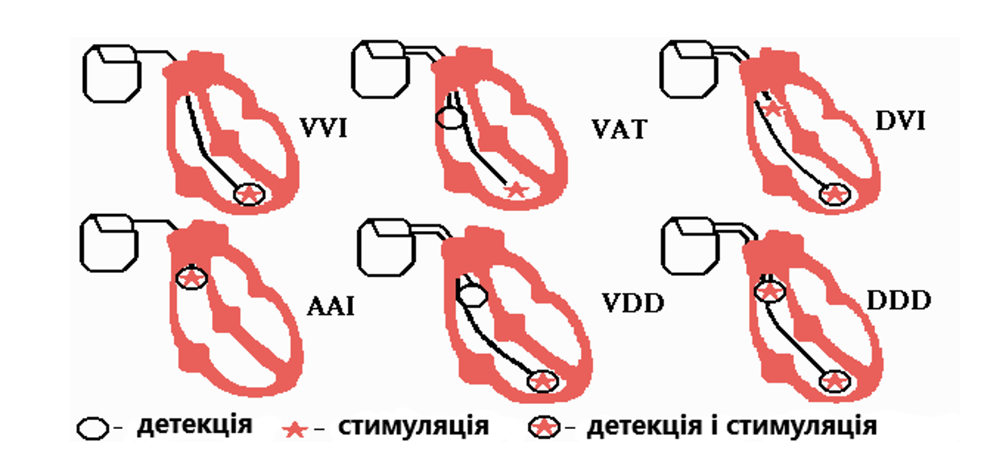 VVI
VAT
DVI
AAI
VDD
DDD
- детекція - стимуляція - детекція і стимуляція